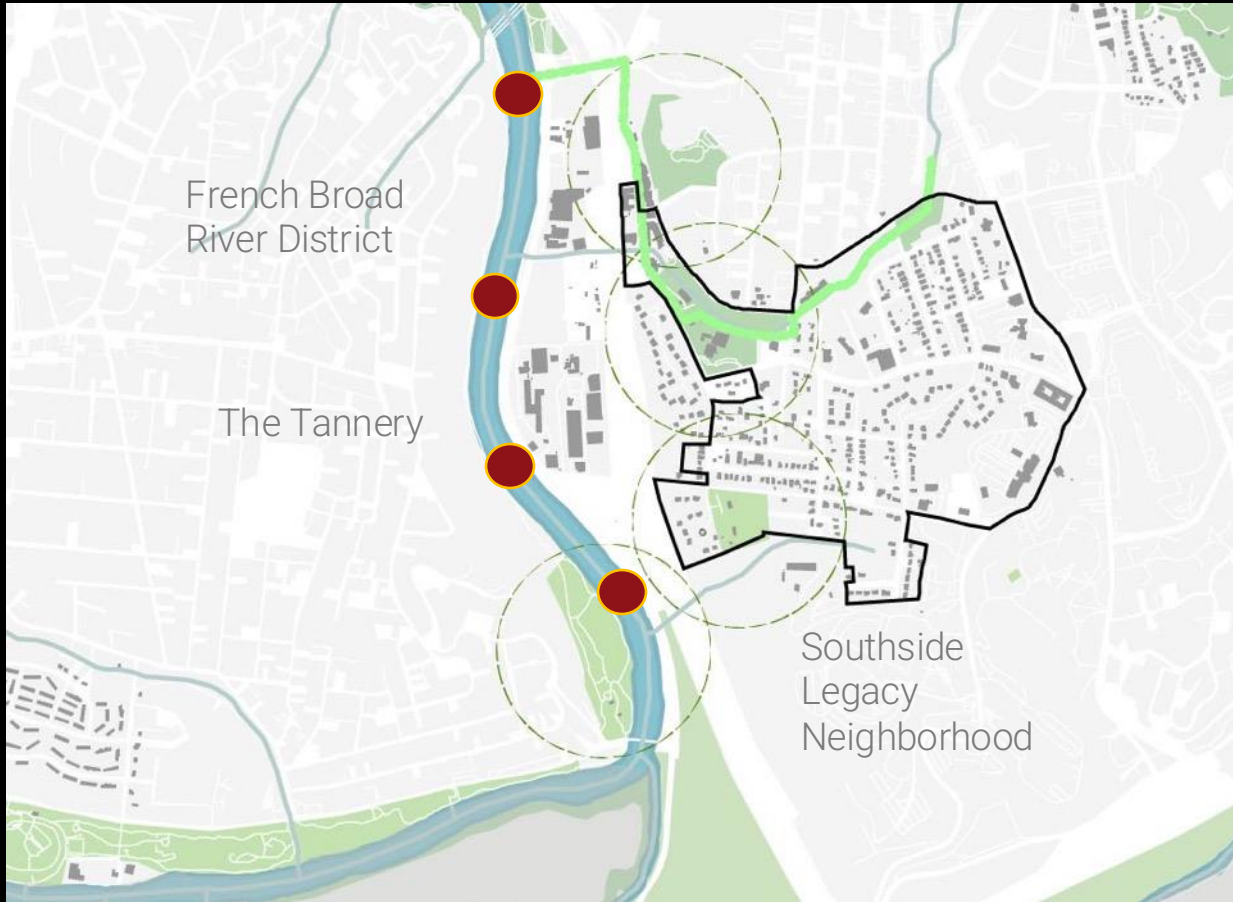 French Broad
River District
The Tannery
Southside
Legacy
Neighborhood